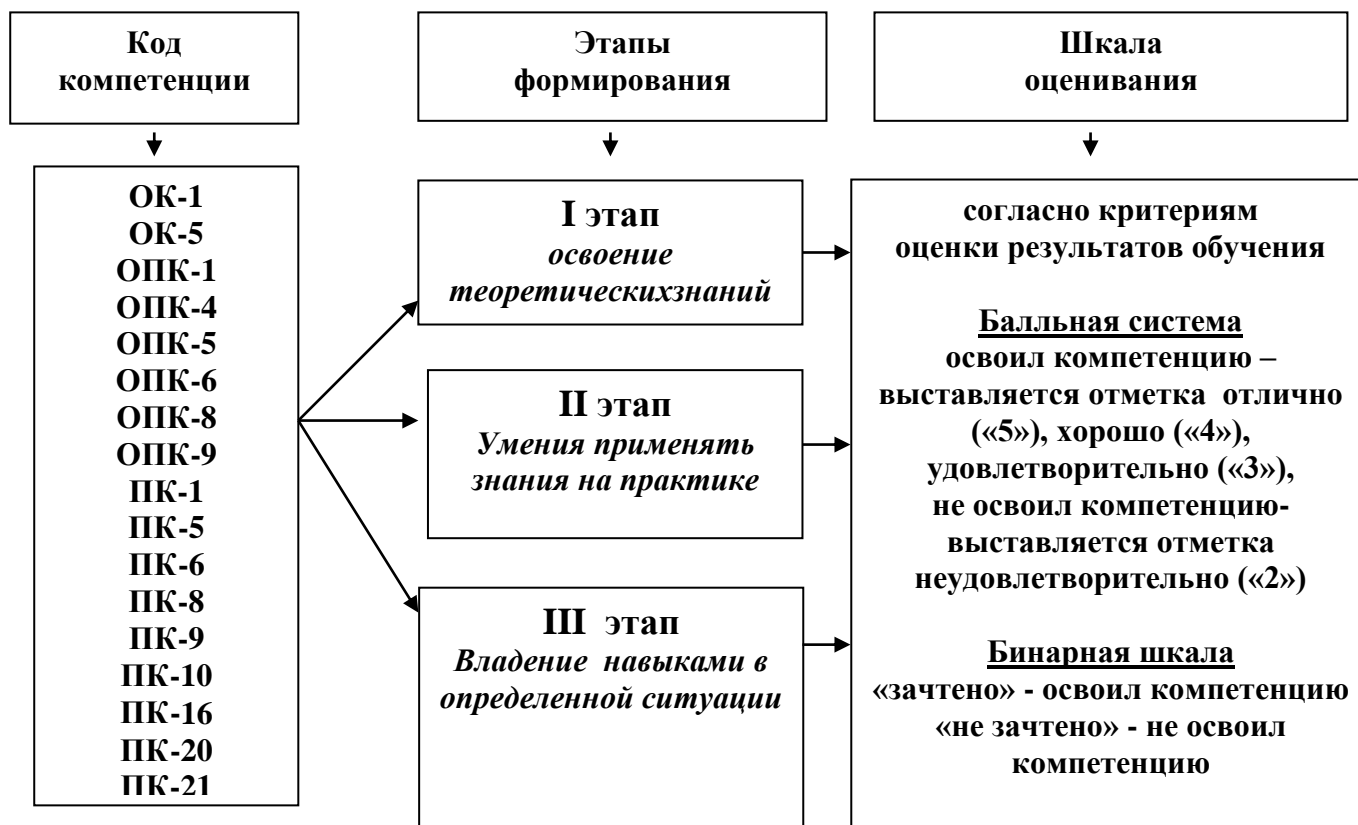 Код
компетенции
Этапы
формирования
Шкала
оценивания
ОК-1
ОК-5
ОПК-1
ОПК-4
ОПК-5
ОПК-6
ОПК-8
ОПК-9
ПК-1
ПК-5
ПК-6
ПК-8
ПК-9
ПК-10
ПК-16
ПК-20
ПК-21
I этап
освоение
теоретическихзнаний
II этап
Умения применять
знания на практике
III этап
Владение навыками в
определенной ситуации
согласно критериям
оценки результатов обучения
Балльная система
освоил компетенцию –
выставляется отметка отлично
(«5»), хорошо («4»),
удовлетворительно («3»),
не освоил компетенцию-
выставляется отметка
неудовлетворительно («2»)
Бинарная шкала
«зачтено» - освоил компетенцию
«не зачтено» - не освоил
компетенцию